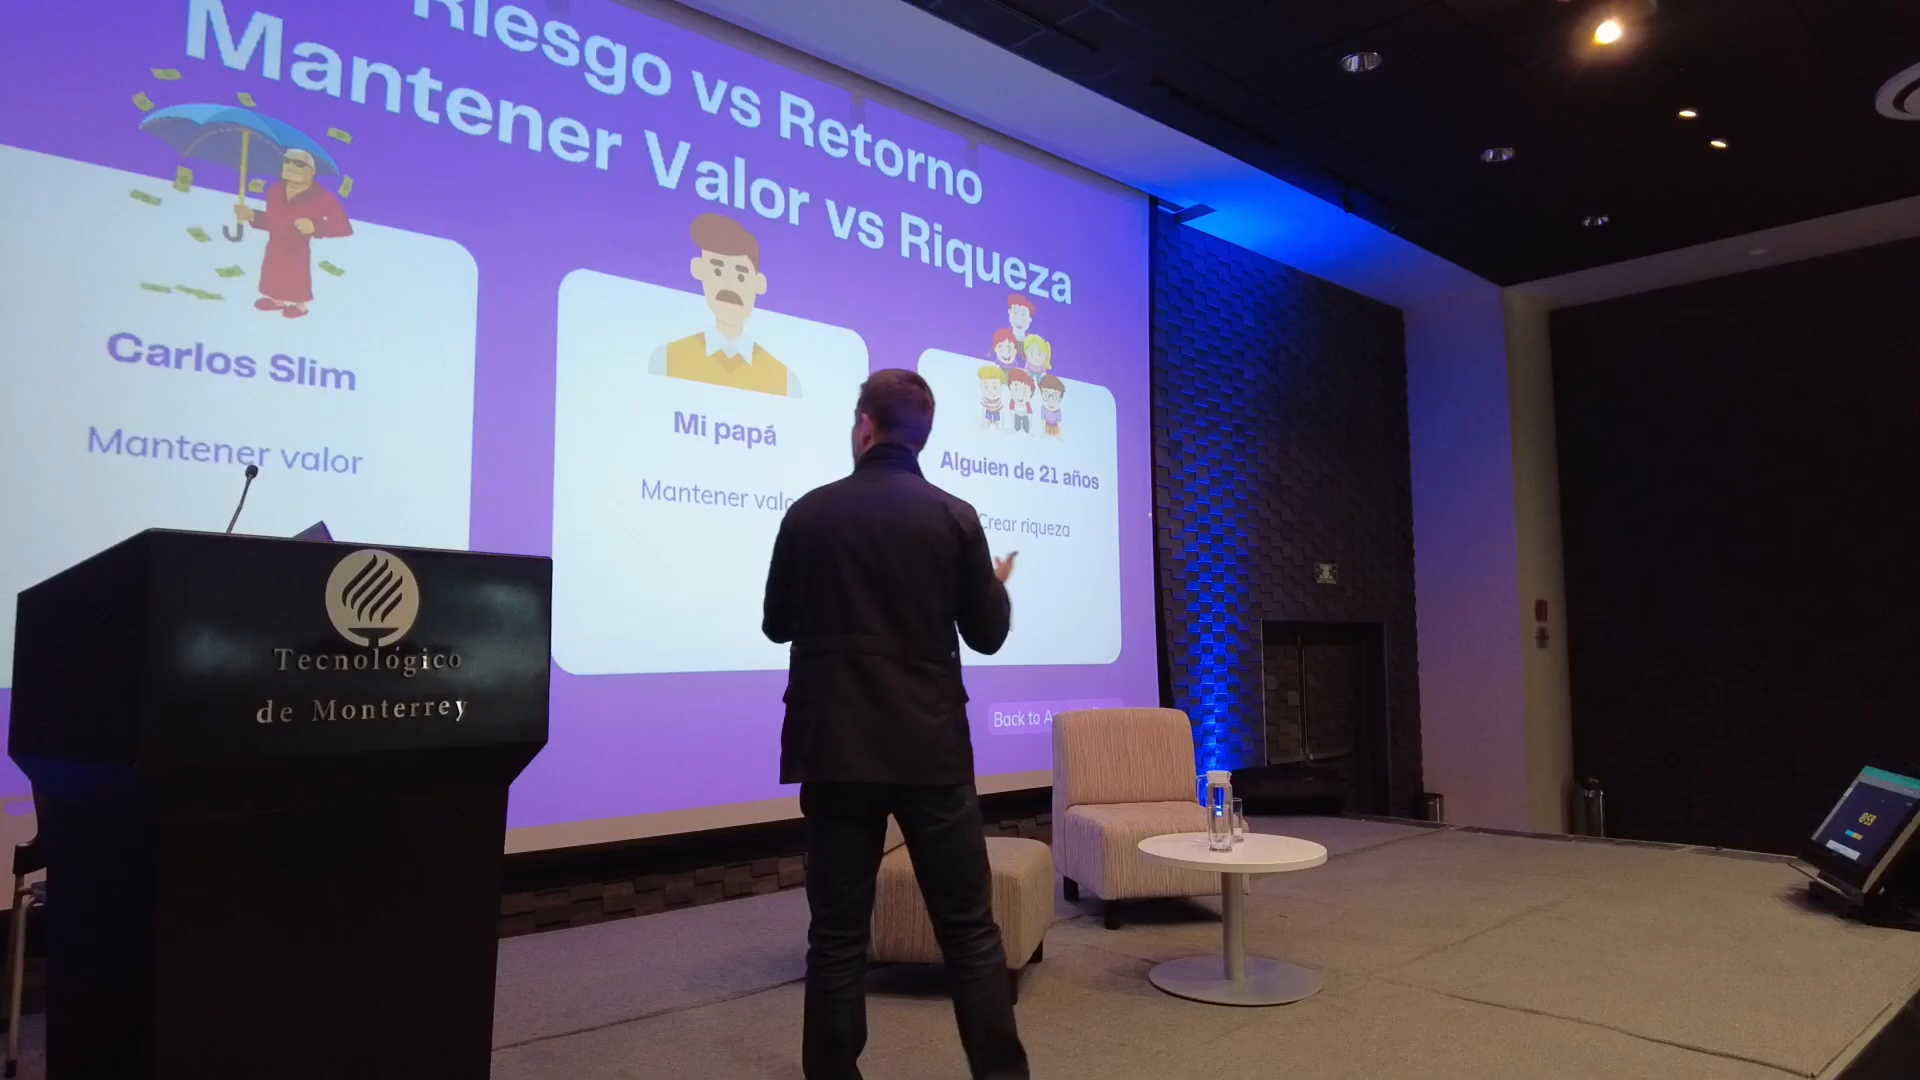 Riesgo vs Retorno
Mantener Valor vs Riqueza
Carlos Slim
Mantener valor
Mi papá
Mantener valo
Alguien de 21 años
Crear riqueza
Back to A
Tecnológico
de Monterrey